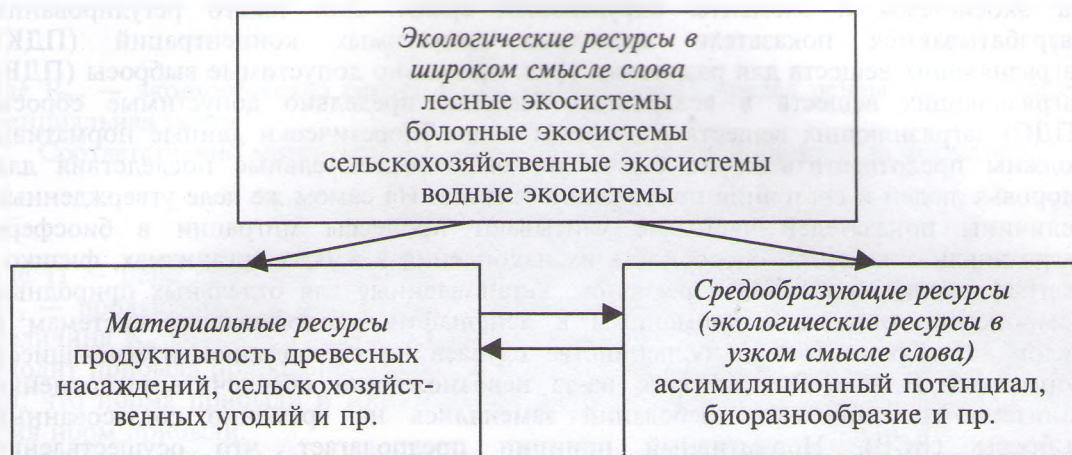 Экологические ресурсы в
широком смысле слова
лесные экосистемы
болотные экосистемы
сельскохозяйственные экосистемы
водные экосистемы
Материальные ресурсы
продуктивность древесных
насаждений, сельскохозяйст-
венных угодий и пр.
Средообразующие ресурсы
(экологические ресурсы в
узком смысле слова)
ассимиляционный потенциал,
биоразнообразие и пр.